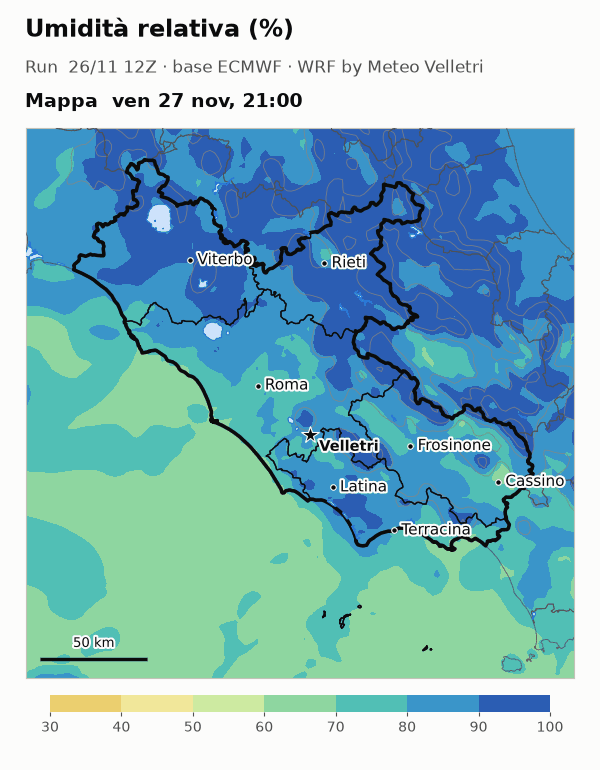 Umidità relativa (%)
Run  26/11 12Z · base ECMWF · WRF by Meteo Velletri
Mappa  ven 27 nov, 21:00
Viterbo
Rieti
Roma
Velletri
Frosinone
Latina
Cassino
Terracina
50 km
30 40 50 60 70 80 90 100